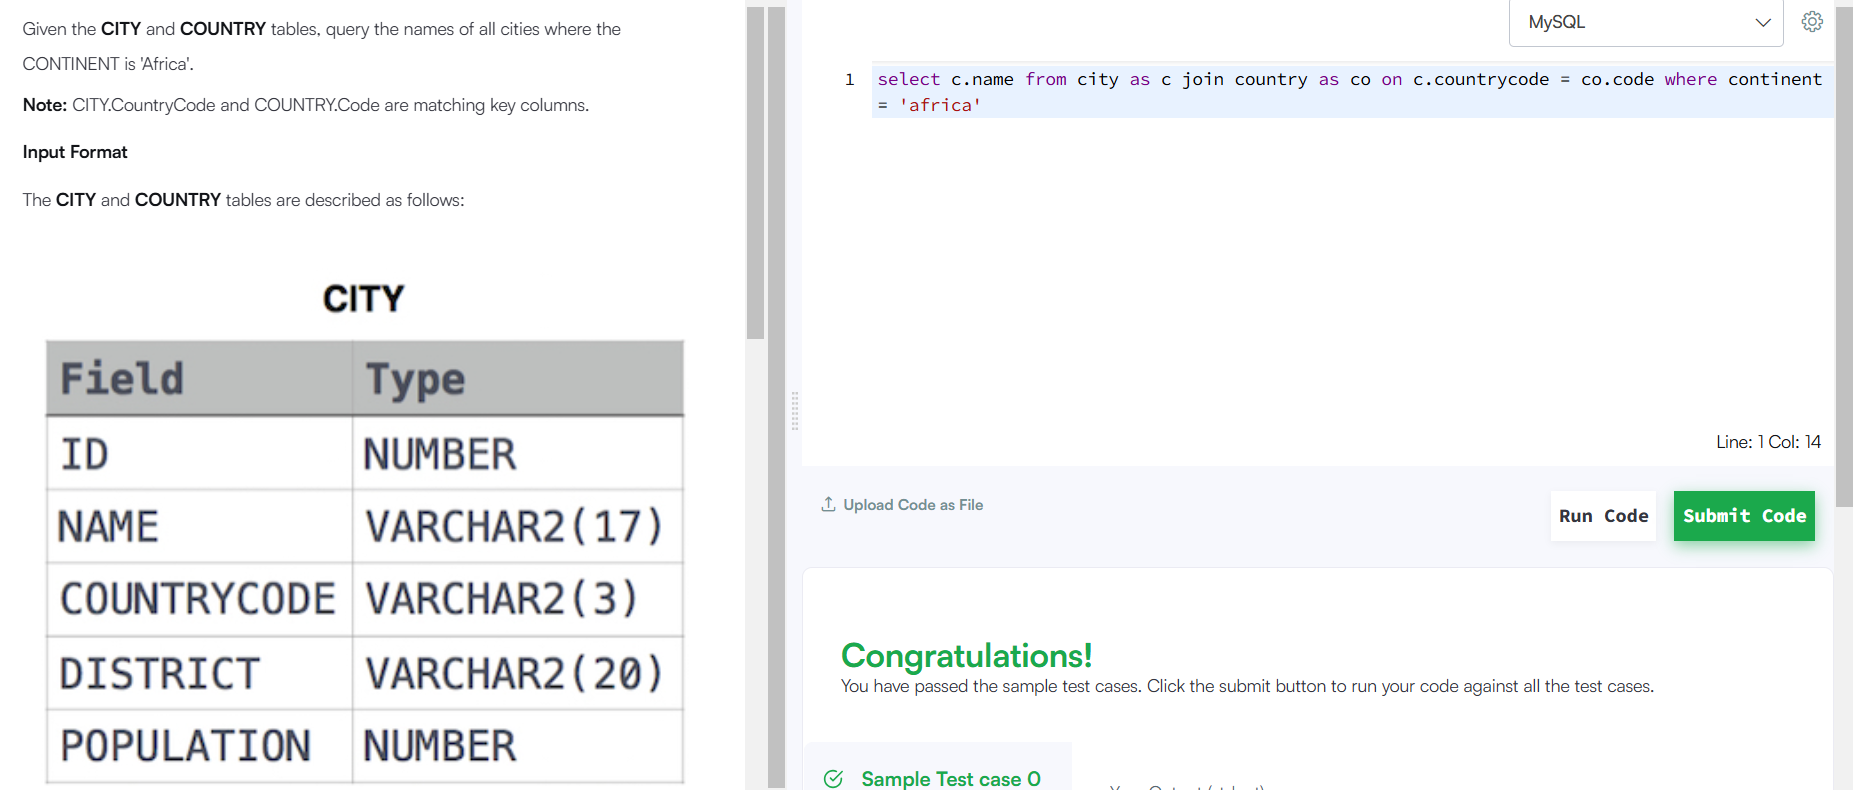 Given the CITY and COUNTRY tables, query the names of all cities where the
CONTINENT is 'Africa'.
Note: CITY.CountryCode and COUNTRY.Code are matching key columns.
Input Format
The CITY and COUNTRY tables are described as follows:
CITY
Field Type
ID NUMBER
NAME VARCHAR2(17)
COUNTRYCODE VARCHAR2(3)
DISTRICT VARCHAR2(20)
POPULATION NUMBER
MySQL
1 select c.name from city as c join country as co on c.countrycode = co.code where continent
= 'africa'
Line: 1 Col: 14
Upload Code as File
Run Code
Submit Code
Congratulations!
You have passed the sample test cases. Click the submit button to run your code against all the test cases.
Sample Test case 0